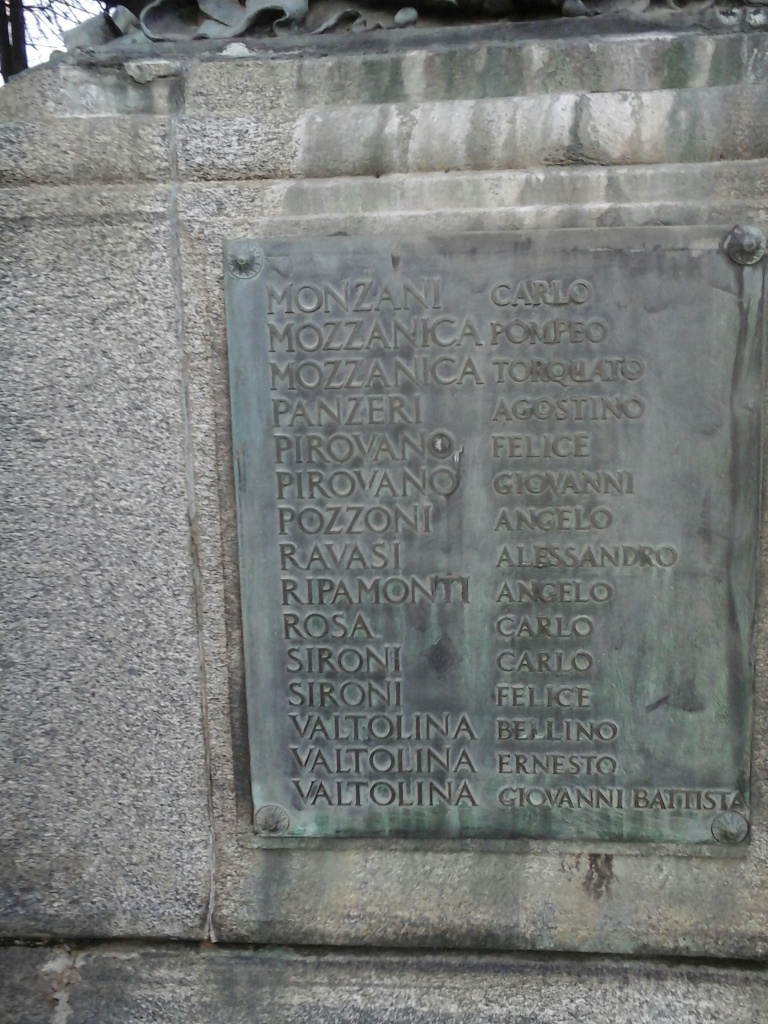 MONZANI CARLO
MOZZANICA POMPEO
MOZZANICA TORQUATO
PANZERI AGOSTINO
PIROVANO FELICE
PIROVANO GIOVANNI
POZZONI ANGELO
RAVASI ALESSANDRO
RIPAMONTI ANGELO
ROSA CARLO
SIRONI CARLO
SIRONI FELICE
VALTOLINA BELLINO
VALTOLINA ERNESTO
VALTOLINA GIOVANNI BATTISTA